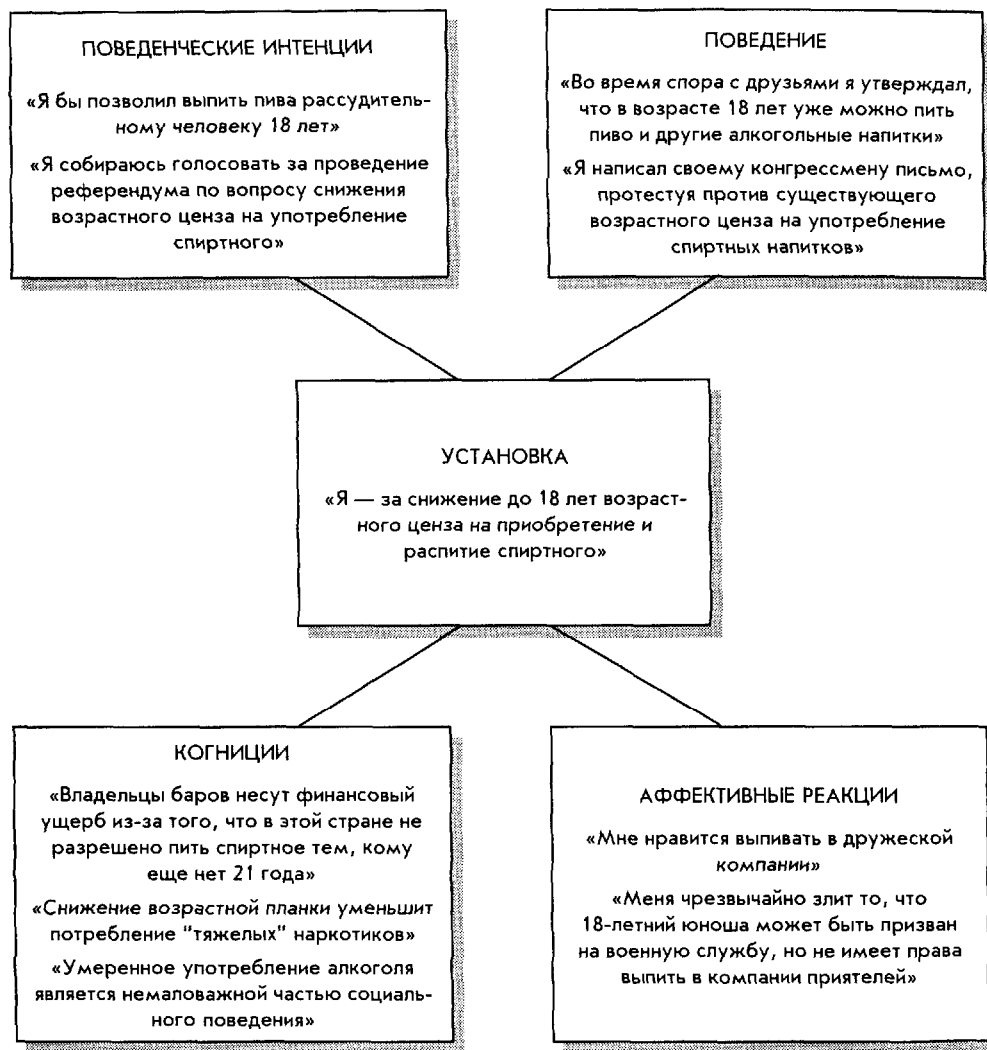 ПОВЕДЕНЧЕСКИЕ ИНТЕНЦИИ
«Я бы позволил выпить пива рассудитель-
ному человеку 18 лет»
«Я собираюсь голосовать за проведение
референдума по вопросу снижения
возрастного ценза на употребление
спиртного»
ПОВЕДЕНИЕ
«Во время спора с друзьями я утверждал,
что в возрасте 18 лет уже можно пить
пиво и другие алкогольные напитки»
«Я написал своему конгрессмену письмо,
протестуя против существующего
возрастного ценза на употребление
спиртных напитков»
УСТАНОВКА
«Я — за снижение до 18 лет возраст-
ного ценза на приобретение и
распитие спиртного»
КОГНИЦИИ
«Владельцы баров несут финансовый
ущерб из-за того, что в этой стране не
разрешено пить спиртное тем, кому
еще нет 21 года»
«Снижение возрастной планки уменьшит
потребление "тяжелых" наркотиков»
«Умеренное употребление алкоголя
является немаловажной частью социаль-
ного поведения»
АФФЕКТИВНЫЕ РЕАКЦИИ
«Мне нравится выпивать в дружеской
компании»
«Меня чрезвычайно злит то, что
18-летний юноша может быть призван
на военную службу, но не имеет права
выпить в компании приятелей»